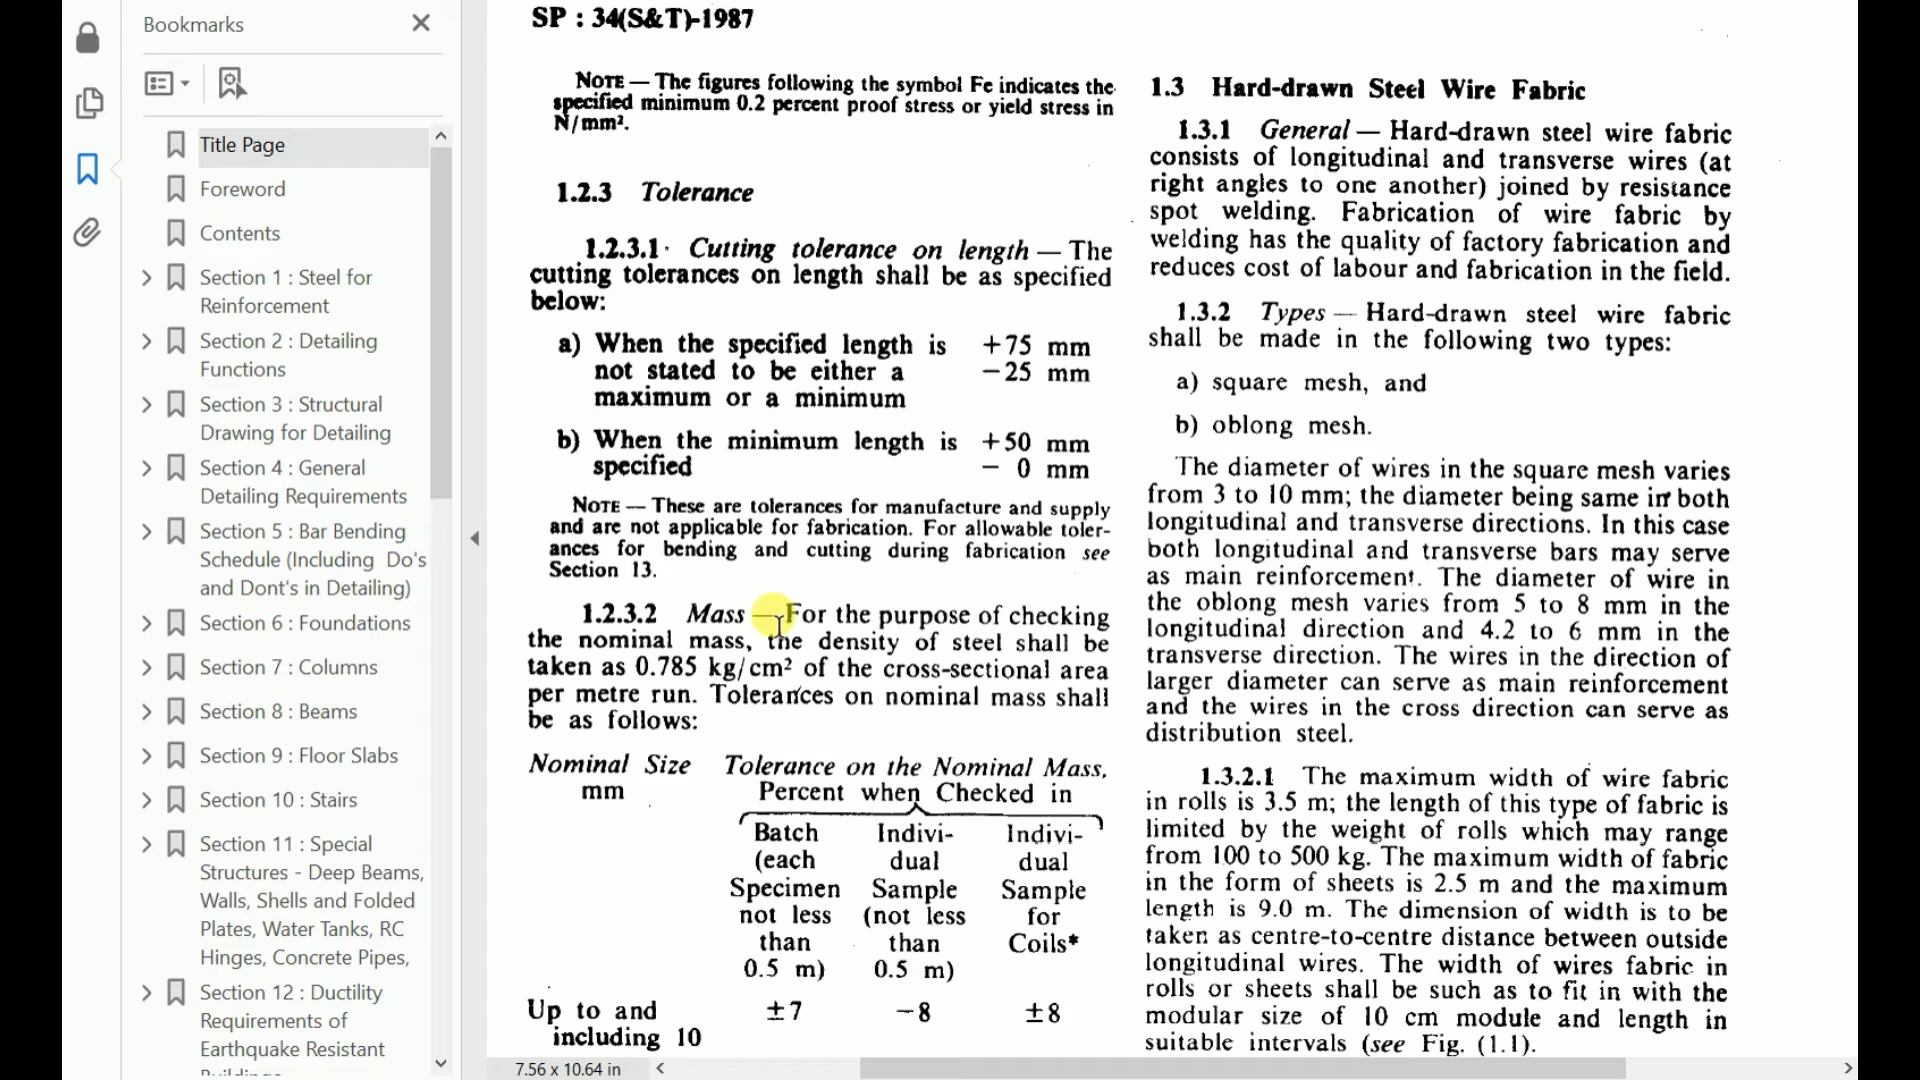 Bookmarks
Title Page
Foreword
Contents
Section 1 : Steel for
Reinforcement
Section 2 : Detailing
Functions
Section 3 : Structural
Drawing for Detailing
Section 4 : General
Detailing Requirements
Section 5 : Bar Bending
Schedule (Including Do's
and Dont's in Detailing)
Section 6 : Foundations
Section 7 : Columns
Section 8 : Beams
Section 9 : Floor Slabs
Section 10 : Stairs
Section 11 : Special
Structures - Deep Beams,
Walls, Shells and Folded
Plates, Water Tanks, RC
Hinges, Concrete Pipes,
Section 12 : Ductility
Requirements of
Earthquake Resistant
SP : 34(S&T)-1987
NOTE — The figures following the symbol Fe indicates the
specified minimum 0.2 percent proof stress or yield stress in
N/mm².
1.2.3 Tolerance
1.2.3.1 Cutting tolerance on length — The
cutting tolerances on length shall be as specified
below:
a) When the specified length is +75 mm
not stated to be either a −25 mm
maximum or a minimum
b) When the minimum length is +50 mm
specified − 0 mm
NOTE — These are tolerances for manufacture and supply
and are not applicable for fabrication. For allowable toler-
ances for bending and cutting during fabrication see
Section 13.
1.2.3.2 Mass — For the purpose of checking
the nominal mass, the density of steel shall be
taken as 0.785 kg/cm² of the cross-sectional area
per metre run. Tolerances on nominal mass shall
be as follows:
Nominal Size Tolerance on the Nominal Mass,
mm Percent when Checked in
Batch Indivi- Indivi-
(each dual dual
Specimen Sample Sample
not less (not less for
than than Coils*
0.5 m) 0.5 m)
Up to and ±7 −8 ±8
including 10
1.3 Hard-drawn Steel Wire Fabric
1.3.1 General — Hard-drawn steel wire fabric
consists of longitudinal and transverse wires (at
right angles to one another) joined by resistance
spot welding. Fabrication of wire fabric by
welding has the quality of factory fabrication and
reduces cost of labour and fabrication in the field.
1.3.2 Types — Hard-drawn steel wire fabric
shall be made in the following two types:
a) square mesh, and
b) oblong mesh.
The diameter of wires in the square mesh varies
from 3 to 10 mm; the diameter being same in both
longitudinal and transverse directions. In this case
both longitudinal and transverse bars may serve
as main reinforcement. The diameter of wire in
the oblong mesh varies from 5 to 8 mm in the
longitudinal direction and 4.2 to 6 mm in the
transverse direction. The wires in the direction of
larger diameter can serve as main reinforcement
and the wires in the cross direction can serve as
distribution steel.
1.3.2.1 The maximum width of wire fabric
in rolls is 3.5 m; the length of this type of fabric is
limited by the weight of rolls which may range
from 100 to 500 kg. The maximum width of fabric
in the form of sheets is 2.5 m and the maximum
length is 9.0 m. The dimension of width is to be
taken as centre-to-centre distance between outside
longitudinal wires. The width of wires fabric in
rolls or sheets shall be such as to fit in with the
modular size of 10 cm module and length in
suitable intervals (see Fig. (1.1).
7.56 x 10.64 in